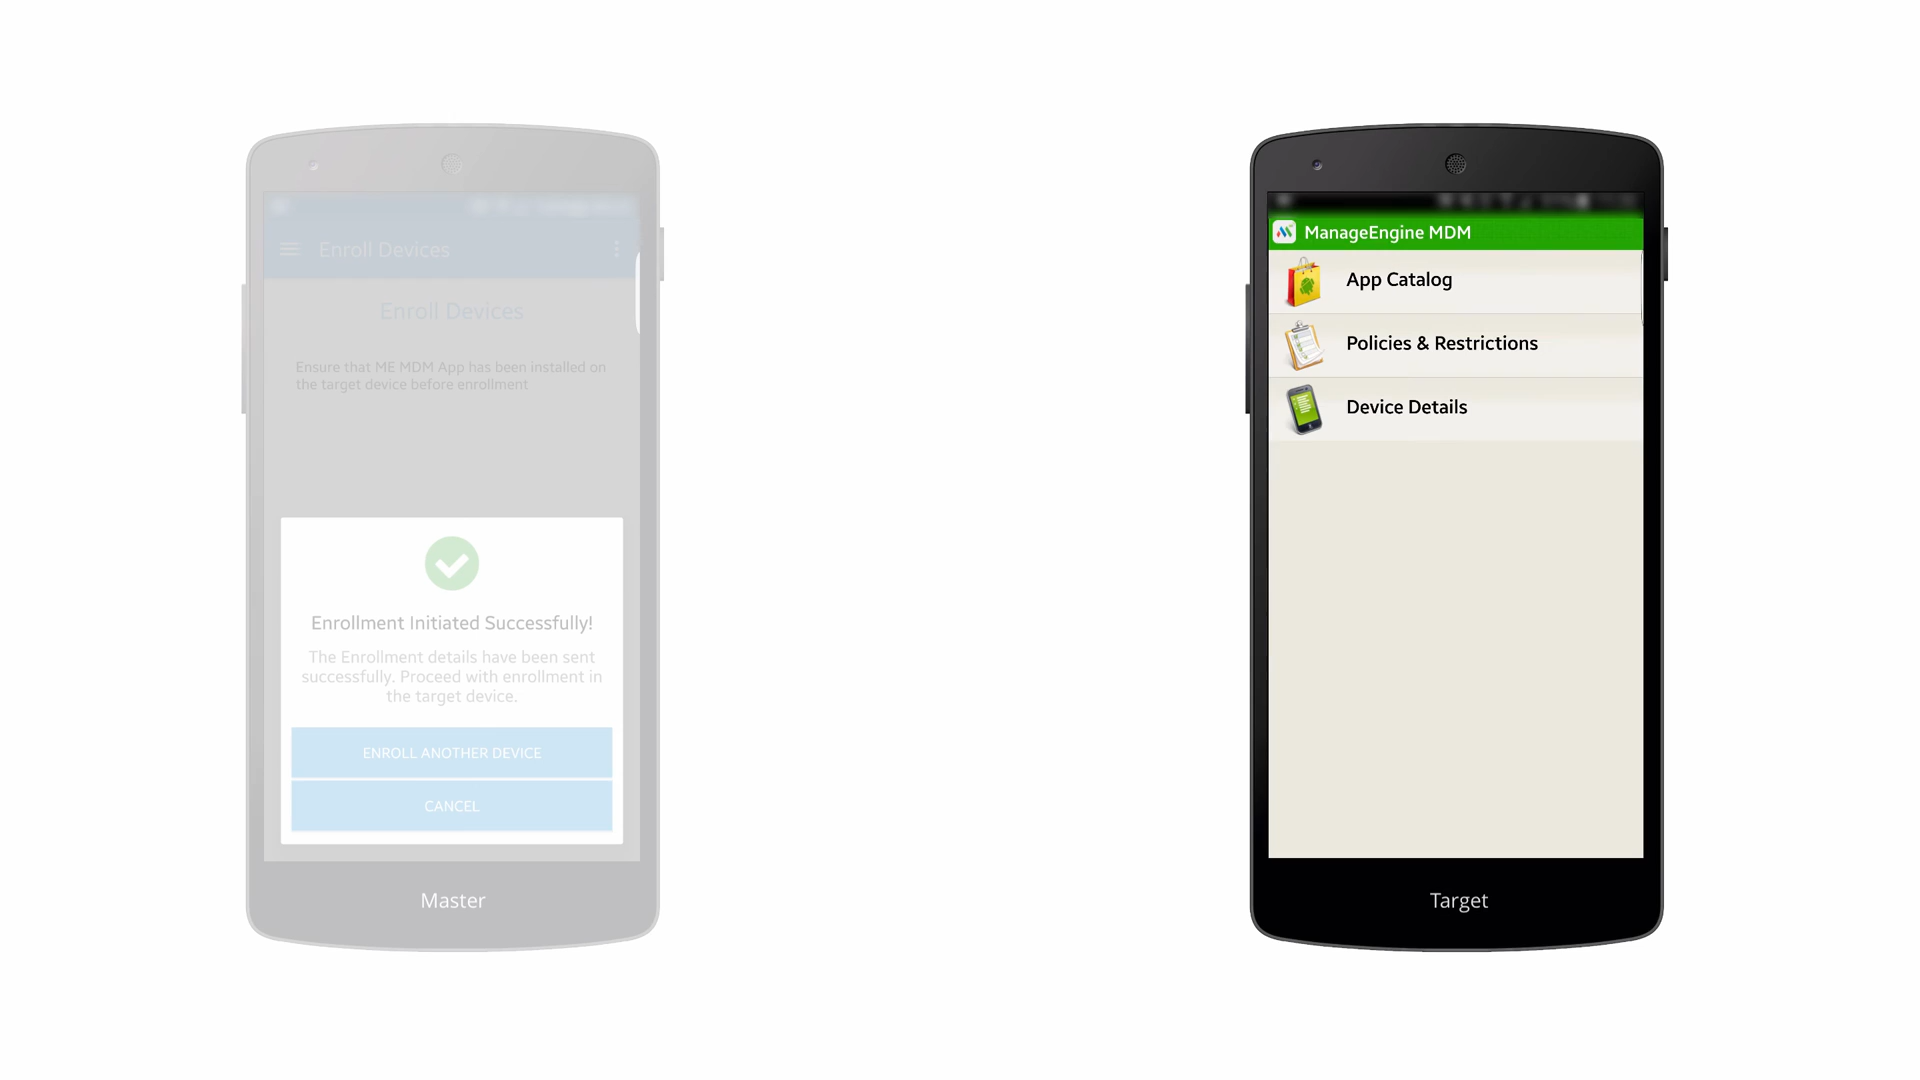 Enroll Devices
Enroll Devices
Ensure that ME MDM App has been installed on
the target device before enrollment
Enrollment Initiated Successfully!
The Enrollment details have been sent
successfully. Proceed with enrollment in
the target device.
ENROLL ANOTHER DEVICE
CANCEL
Master
ManageEngine MDM
App Catalog
Policies & Restrictions
Device Details
Target